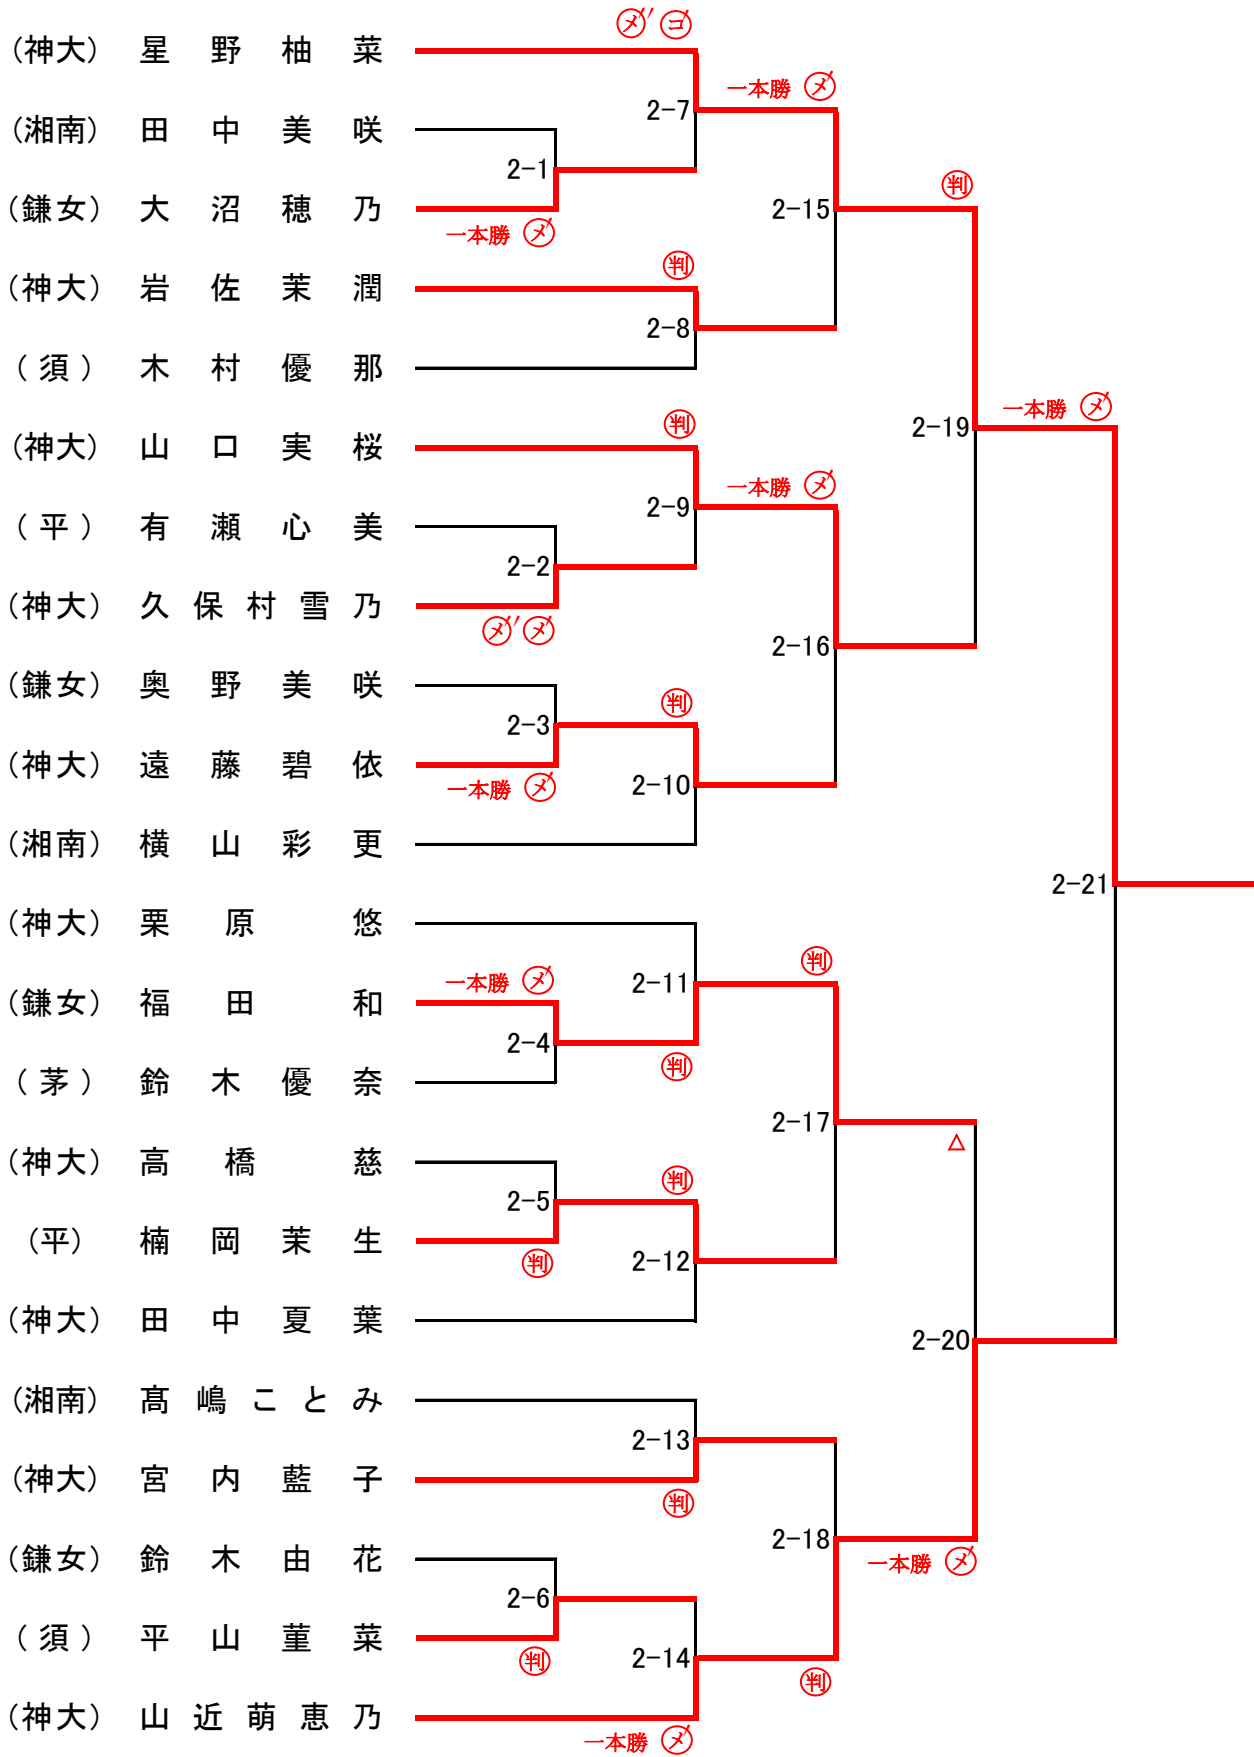 ㋱′ ㋙
(神大) 星野柚菜
一本勝 ㋱
2-7
(湘南) 田中美咲
2-1
(鎌女) 大沼穂乃
一本勝 ㋱
判
2-15
(神大) 岩佐茉潤
判
2-8
(須) 木村優那
一本勝 ㋱
判
2-19
(神大) 山口実桜
一本勝 ㋱
2-9
(平) 有瀬心美
2-2
(神大) 久保村雪乃
㋱′㋱
2-16
(鎌女) 奥野美咲
判
2-3
(神大) 遠藤碧依
一本勝 ㋱
2-10
(湘南) 横山彩更
2-21
(神大) 栗原悠
判
一本勝 ㋱
2-11
(鎌女) 福田和
2-4
判
(茅) 鈴木優奈
2-17
△
(神大) 高橋慈
判
2-5
(平) 楠岡茉生
判
2-12
(神大) 田中夏葉
2-20
(湘南) 髙嶋ことみ
2-13
(神大) 宮内藍子
判
2-18
(鎌女) 鈴木由花
一本勝 ㋱
2-6
(須) 平山菫菜
判
2-14
判
(神大) 山近萌恵乃
一本勝 ㋱